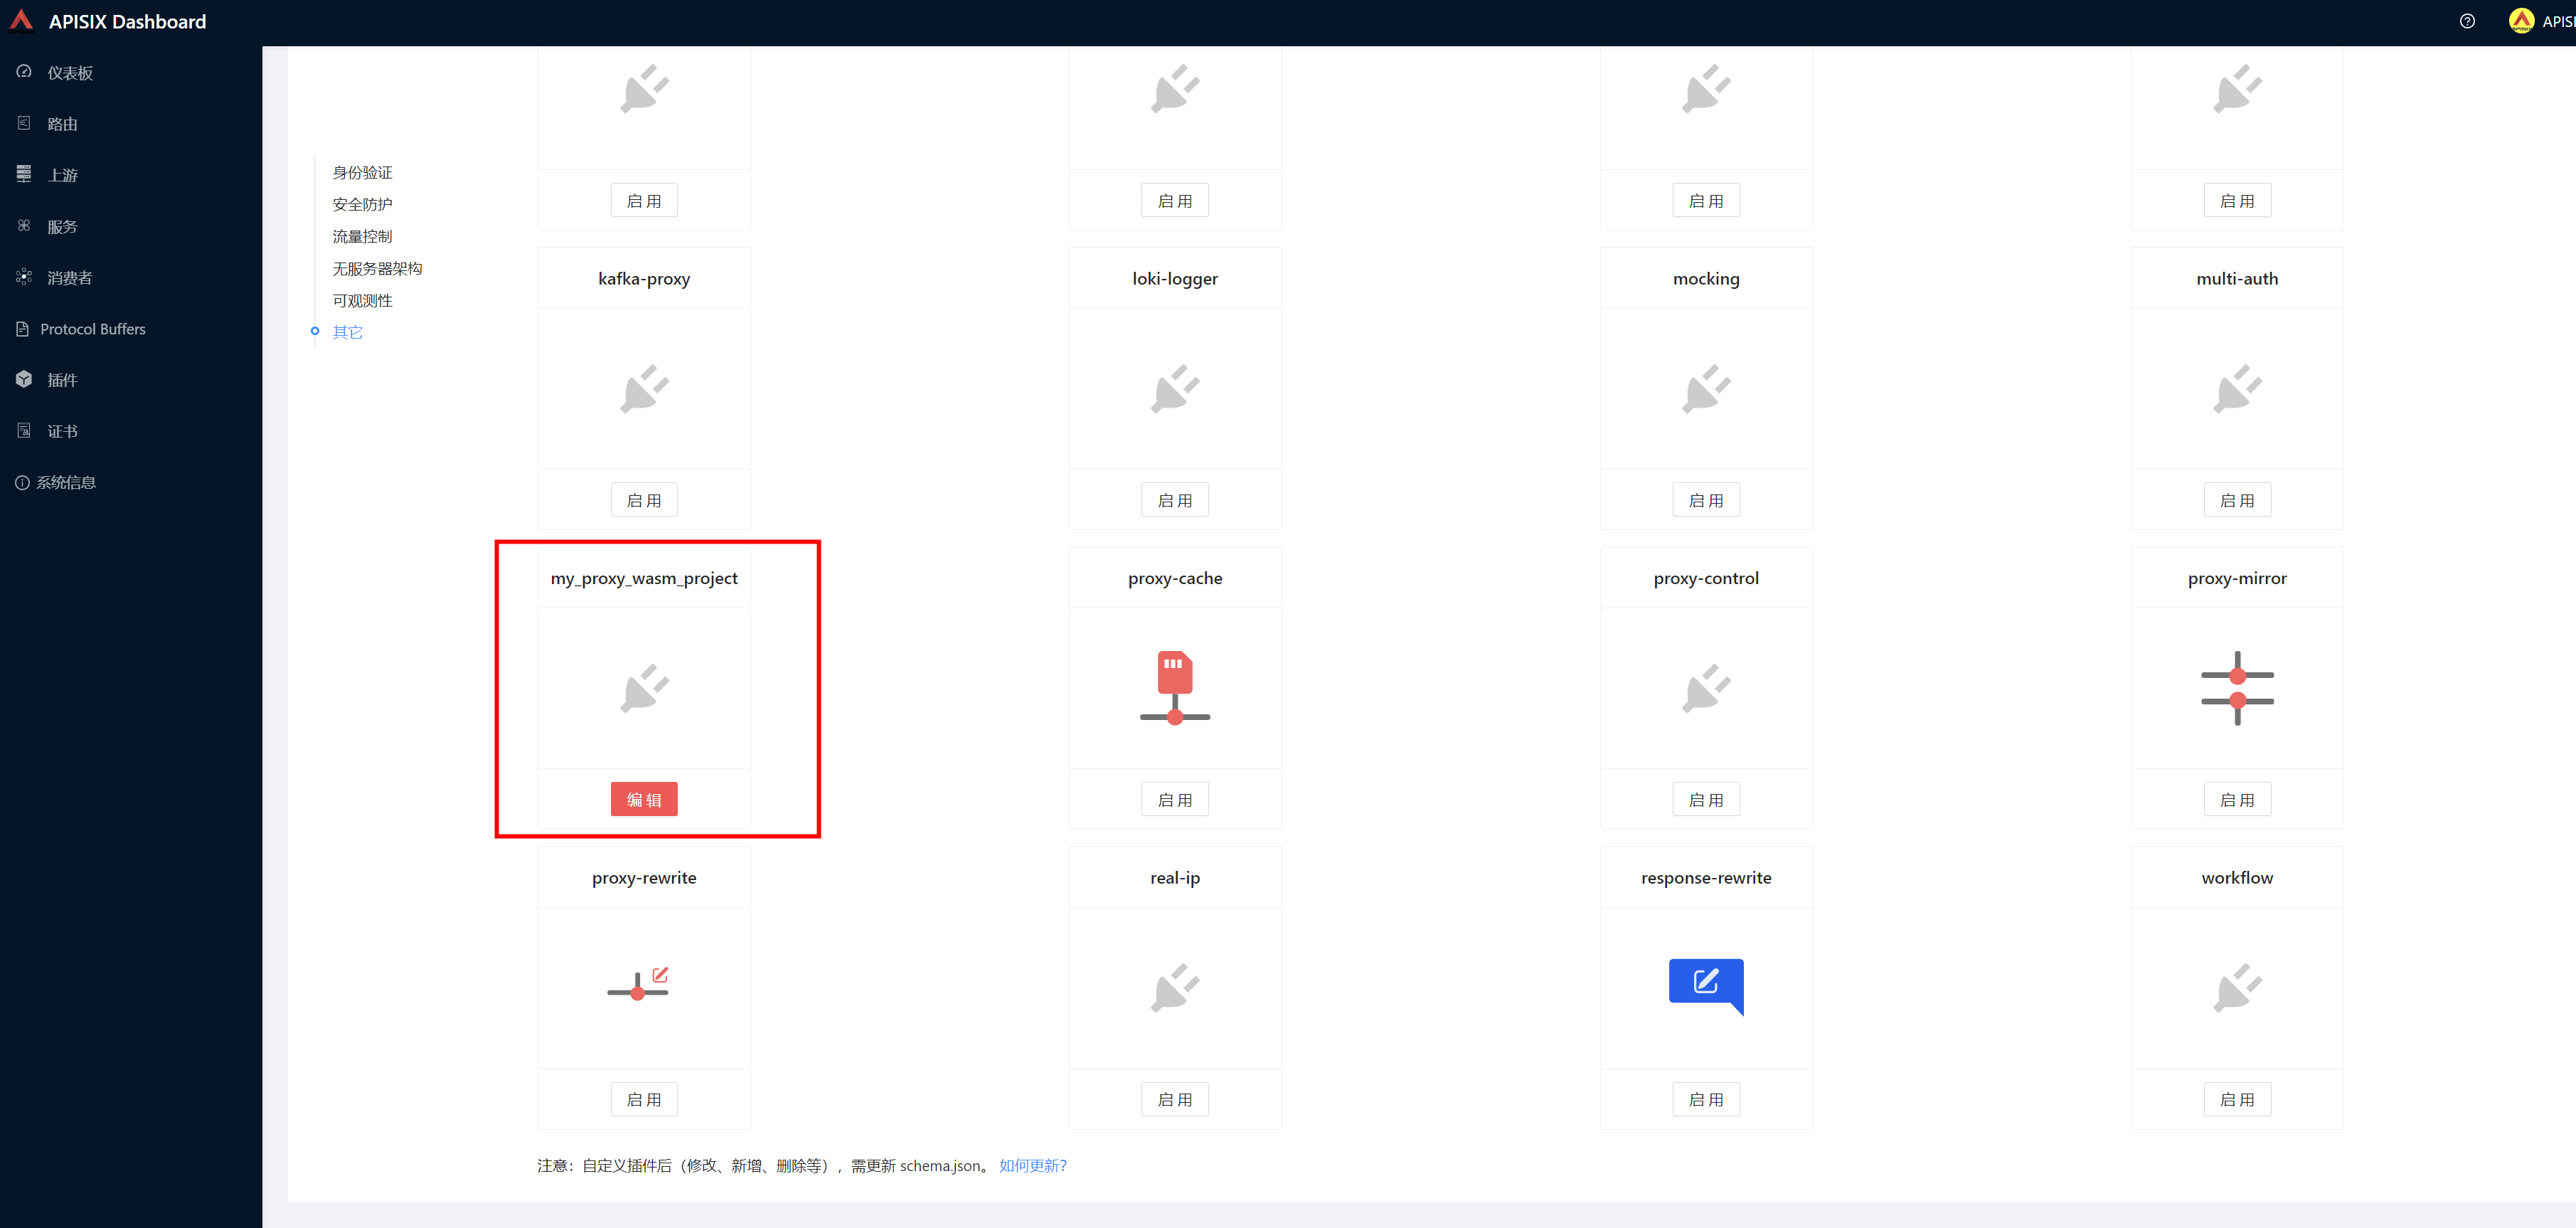 APISIX Dashboard
APISI
仪表板
路由
上游
服务
消费者
Protocol Buffers
插件
证书
系统信息
身份验证
安全防护
流量控制
无服务器架构
可观测性
其它
启用 启用 启用 启用
kafka-proxy loki-logger mocking multi-auth
启用 启用 启用 启用
my_proxy_wasm_project proxy-cache proxy-control proxy-mirror
编辑 启用 启用 启用
proxy-rewrite real-ip response-rewrite workflow
启用 启用 启用 启用
注意：自定义插件后（修改、新增、删除等），需更新 schema.json。 如何更新?